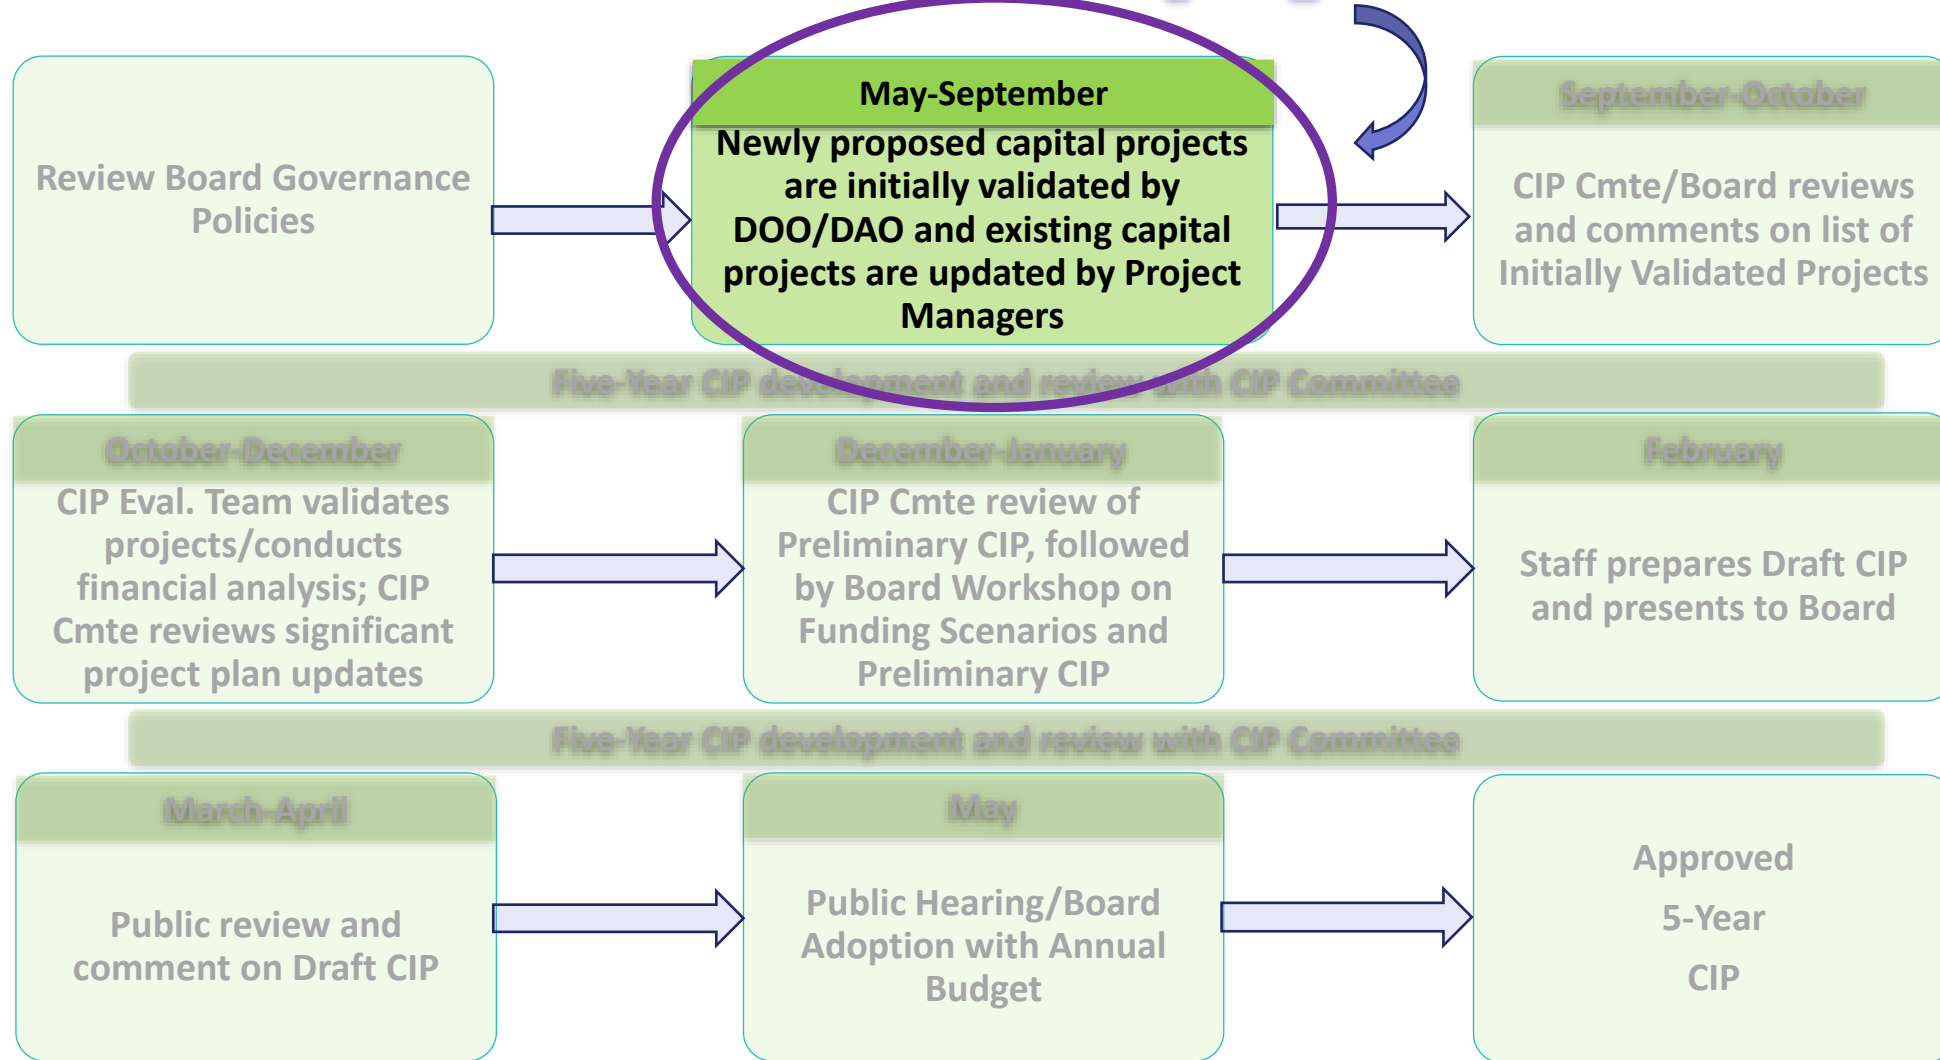 Review Board Governance
Policies
May-September
Newly proposed capital projects
are initially validated by
DOO/DAO and existing capital
projects are updated by Project
Managers
September-October
CIP Cmte/Board reviews
and comments on list of
Initially Validated Projects
Five-Year CIP development and review with CIP Committee
October-December
CIP Eval. Team validates
projects/conducts
financial analysis; CIP
Cmte reviews significant
project plan updates
December-January
CIP Cmte review of
Preliminary CIP, followed
by Board Workshop on
Funding Scenarios and
Preliminary CIP
February
Staff prepares Draft CIP
and presents to Board
Five-Year CIP development and review with CIP Committee
March-April
Public review and
comment on Draft CIP
May
Public Hearing/Board
Adoption with Annual
Budget
Approved
5-Year
CIP